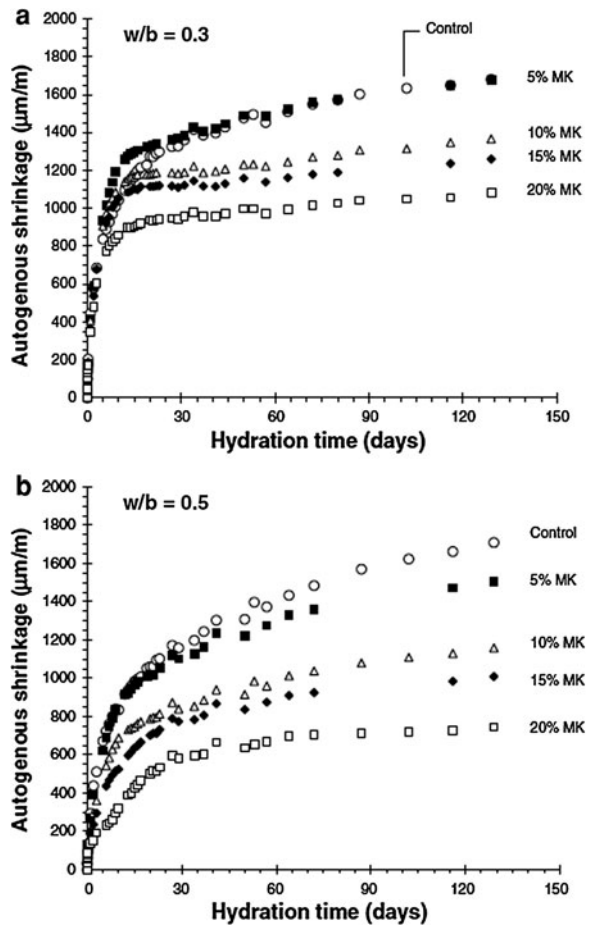 a
w/b = 0.3
Control
2000
1800
1600
1400
1200
1000
800
600
400
200
0
Autogenous shrinkage (μm/m)
5% MK
10% MK
15% MK
20% MK
0
30
60
90
120
150
Hydration time (days)
b
w/b = 0.5
2000
1800
1600
1400
1200
1000
800
600
400
200
0
Autogenous shrinkage (μm/m)
Control
5% MK
10% MK
15% MK
20% MK
0
30
60
90
120
150
Hydration time (days)